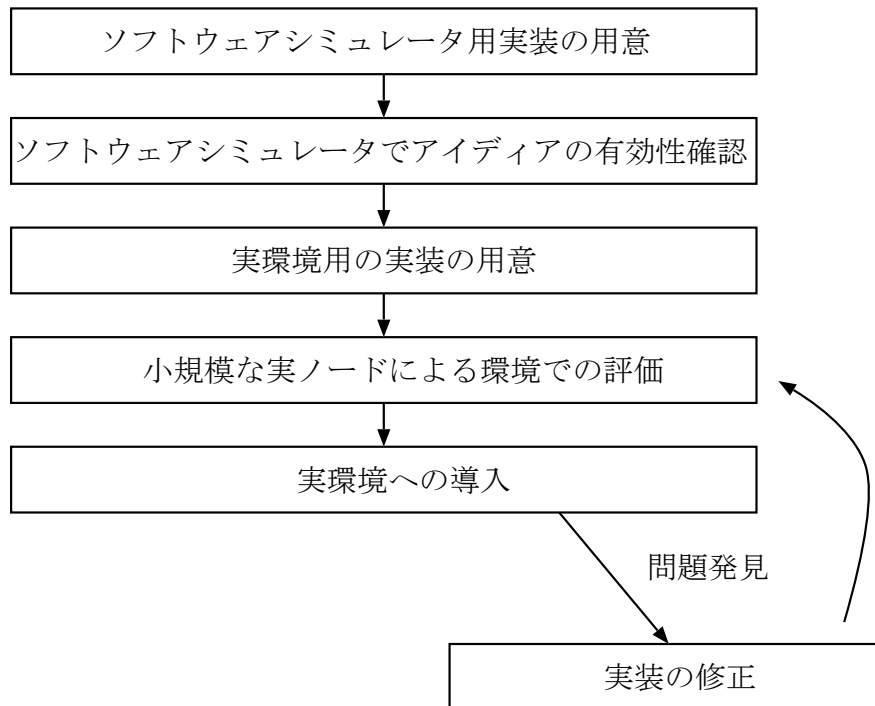 ソフトウェアシミュレータ用実装の用意
ソフトウェアシミュレータでアイディアの有効性確認
実環境用の実装の用意
小規模な実ノードによる環境での評価
実環境への導入
問題発見
実装の修正